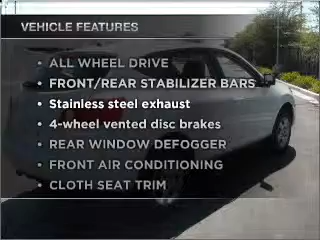 VEHICLE FEATURES
• ALL WHEEL DRIVE
• FRONT/REAR STABILIZER BARS
• Stainless steel exhaust
• 4-wheel vented disc brakes
• REAR WINDOW DEFOGGER
• FRONT AIR CONDITIONING
• CLOTH SEAT TRIM